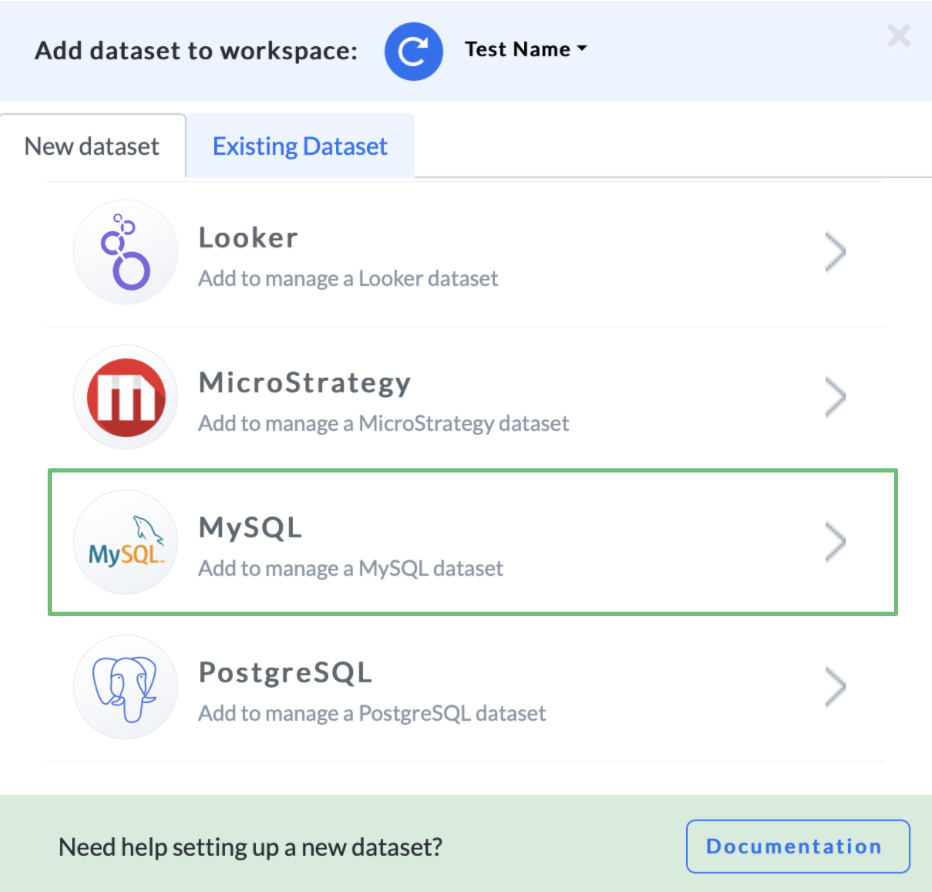 Add dataset to workspace: Test Name
New dataset Existing Dataset
Looker
Add to manage a Looker dataset
MicroStrategy
Add to manage a MicroStrategy dataset
MySQL
MySQL™
Add to manage a MySQL dataset
PostgreSQL
Add to manage a PostgreSQL dataset
Need help setting up a new dataset? Documentation